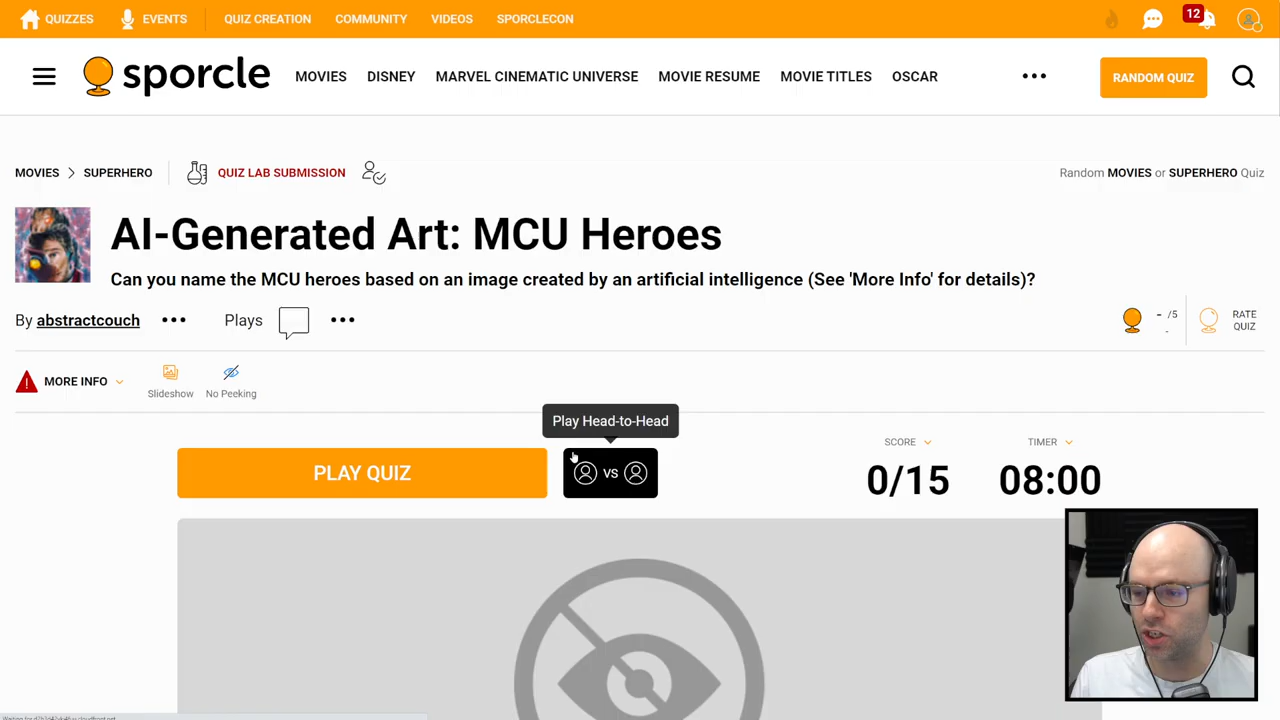 QUIZZES EVENTS QUIZ CREATION COMMUNITY VIDEOS SPORCLECON 12
sporcle MOVIES DISNEY MARVEL CINEMATIC UNIVERSE MOVIE RESUME MOVIE TITLES OSCAR ••• RANDOM QUIZ
MOVIES > SUPERHERO QUIZ LAB SUBMISSION Random MOVIES or SUPERHERO Quiz
AI-Generated Art: MCU Heroes
Can you name the MCU heroes based on an image created by an artificial intelligence (See 'More Info' for details)?
By abstractcouch ••• Plays ••• - /5 - RATE QUIZ
MORE INFO Slideshow No Peeking
Play Head-to-Head
PLAY QUIZ VS
SCORE TIMER
0/15 08:00